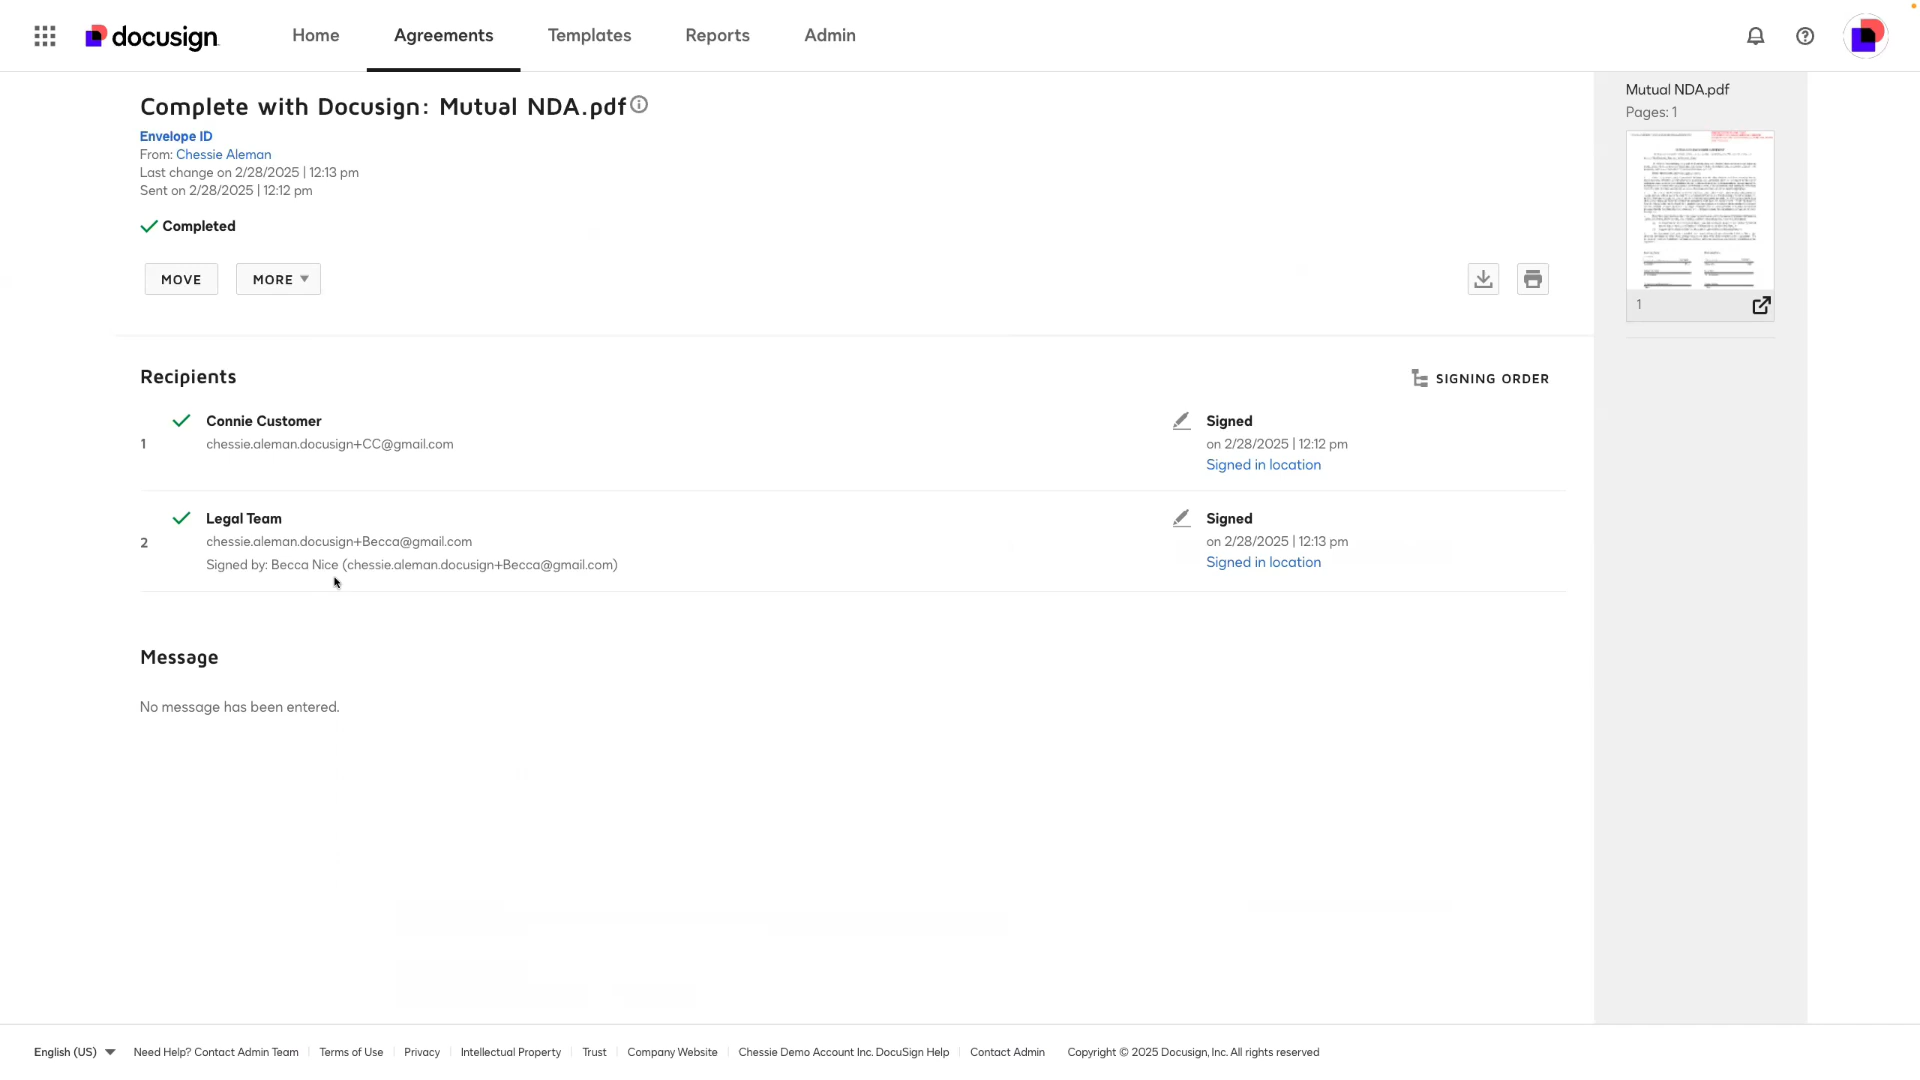 docusign
Home
Agreements
Templates
Reports
Admin
Complete with Docusign: Mutual NDA.pdf
Envelope ID
From: Chessie Aleman
Last change on 2/28/2025 | 12:13 pm
Sent on 2/28/2025 | 12:12 pm
Completed
MOVE
MORE
Recipients
SIGNING ORDER
1
Connie Customer
chessie.aleman.docusign+CC@gmail.com
Signed
on 2/28/2025 | 12:12 pm
Signed in location
2
Legal Team
chessie.aleman.docusign+Becca@gmail.com
Signed by: Becca Nice (chessie.aleman.docusign+Becca@gmail.com)
Signed
on 2/28/2025 | 12:13 pm
Signed in location
Message
No message has been entered.
Mutual NDA.pdf
Pages: 1
1
English (US)
Need Help? Contact Admin Team
Terms of Use
Privacy
Intellectual Property
Trust
Company Website
Chessie Demo Account Inc. DocuSign Help
Contact Admin
Copyright © 2025 Docusign, Inc. All rights reserved